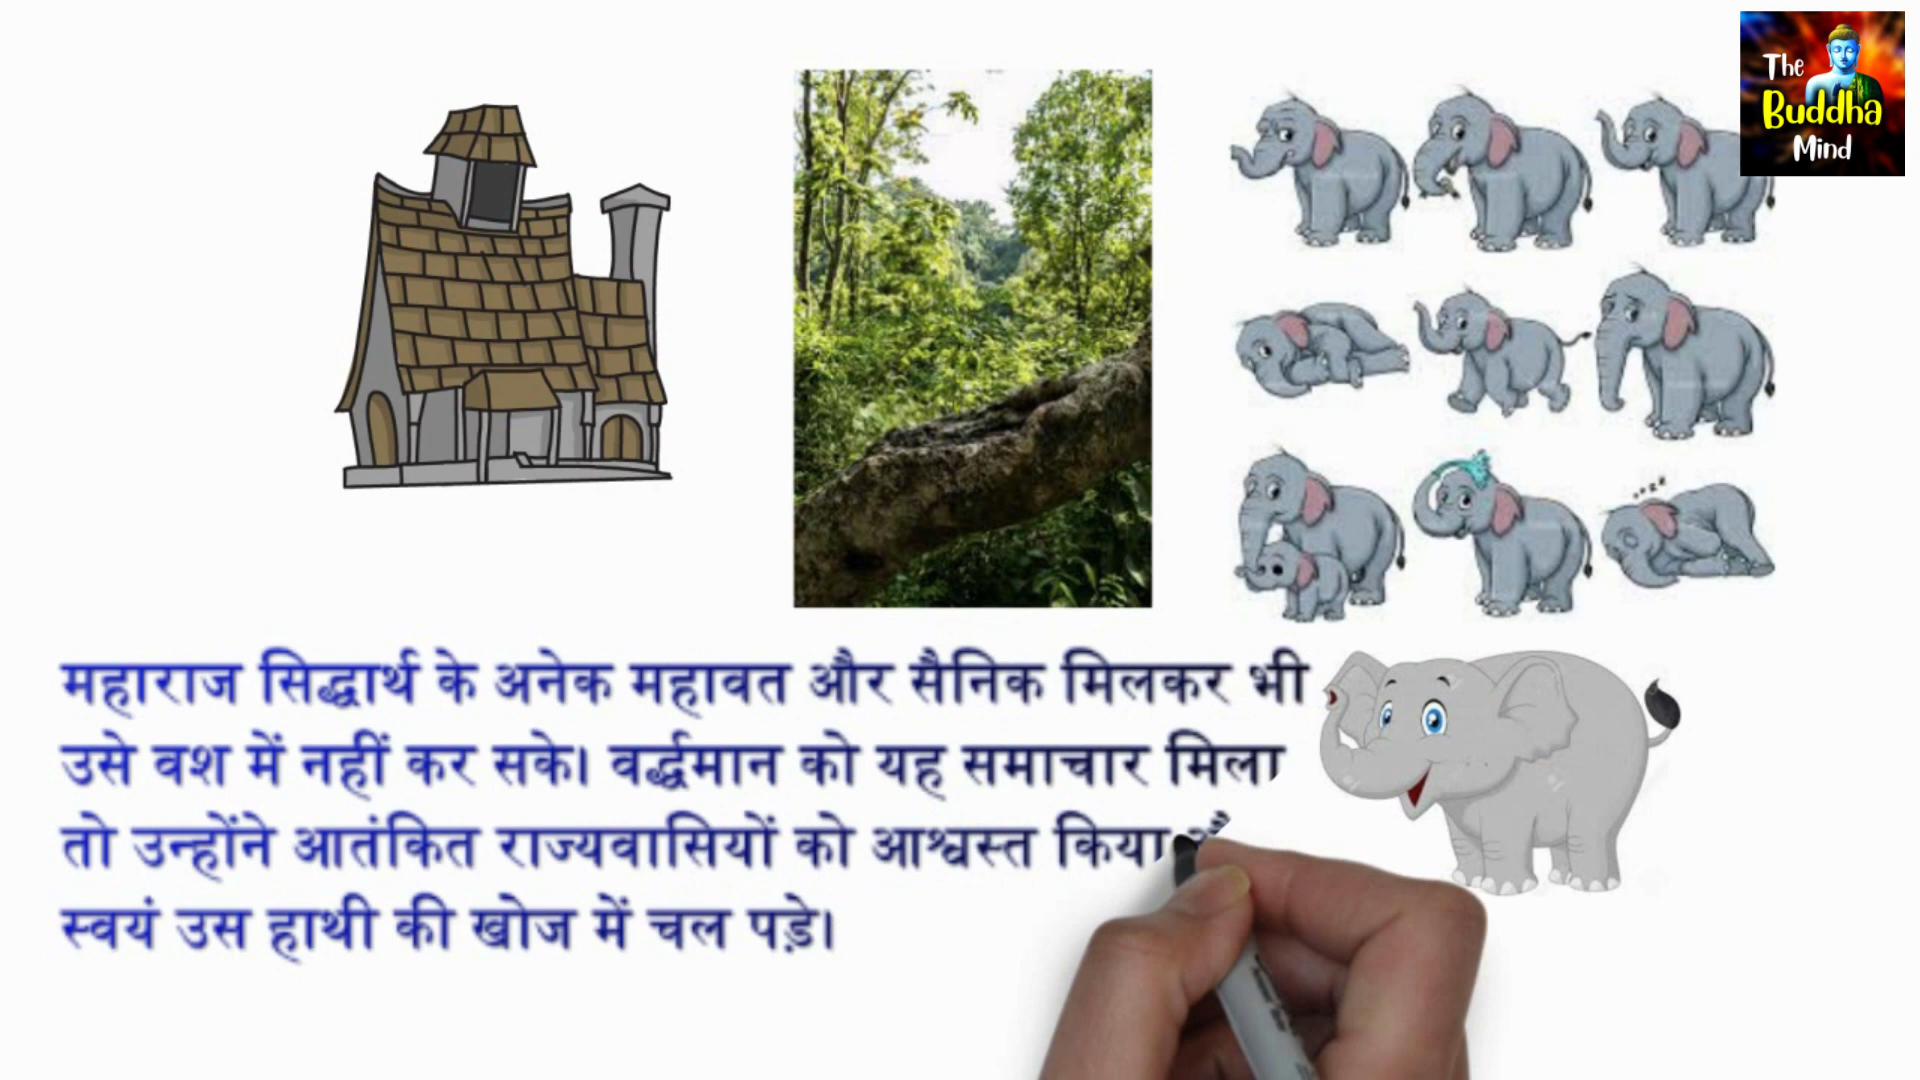 The
Buddha
Mind
महाराज सिद्धार्थ के अनेक महावत और सैनिक मिलकर भी
उसे वश में नहीं कर सके। वर्द्धमान को यह समाचार मिला
तो उन्होंने आतंकित राज्यवासियों को आश्वस्त किया
स्वयं उस हाथी की खोज में चल पड़े।